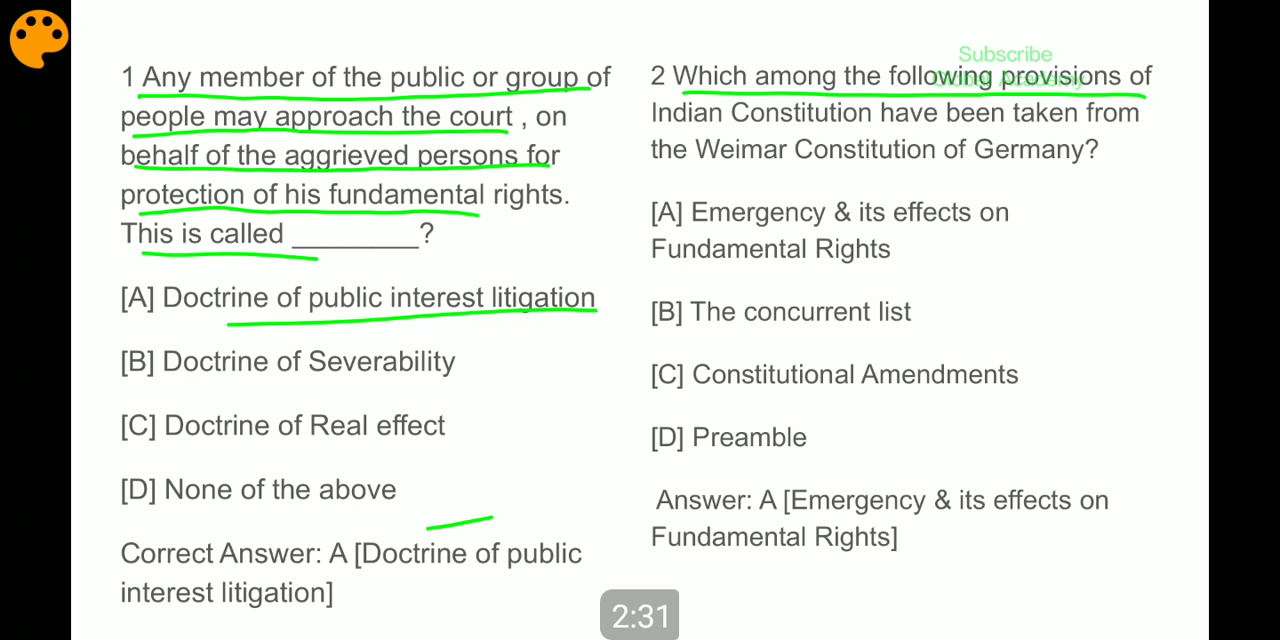 1 Any member of the public or group of
people may approach the court , on
behalf of the aggrieved persons for
protection of his fundamental rights.
This is called ________?
[A] Doctrine of public interest litigation
[B] Doctrine of Severability
[C] Doctrine of Real effect
[D] None of the above
Correct Answer: A [Doctrine of public
interest litigation]
Subscribe
Global Academy
2 Which among the following provisions of
Indian Constitution have been taken from
the Weimar Constitution of Germany?
[A] Emergency & its effects on
Fundamental Rights
[B] The concurrent list
[C] Constitutional Amendments
[D] Preamble
Answer: A [Emergency & its effects on
Fundamental Rights]
2:31